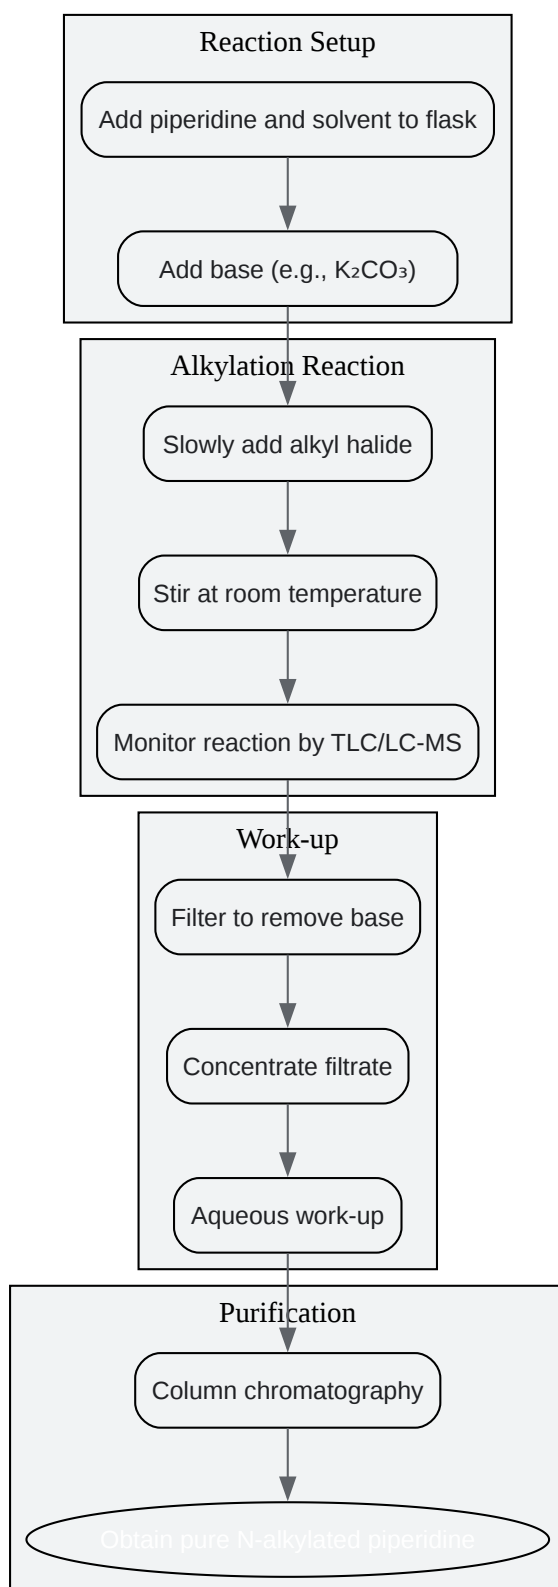 Reaction Setup
Add piperidine and solvent to flask
Add base (e.g., K₂CO₃)
Alkylation Reaction
Slowly add alkyl halide
Stir at room temperature
Monitor reaction by TLC/LC-MS
Work-up
Filter to remove base
Concentrate filtrate
Aqueous work-up
Purification
Column chromatography
Obtain pure N-alkylated piperidine